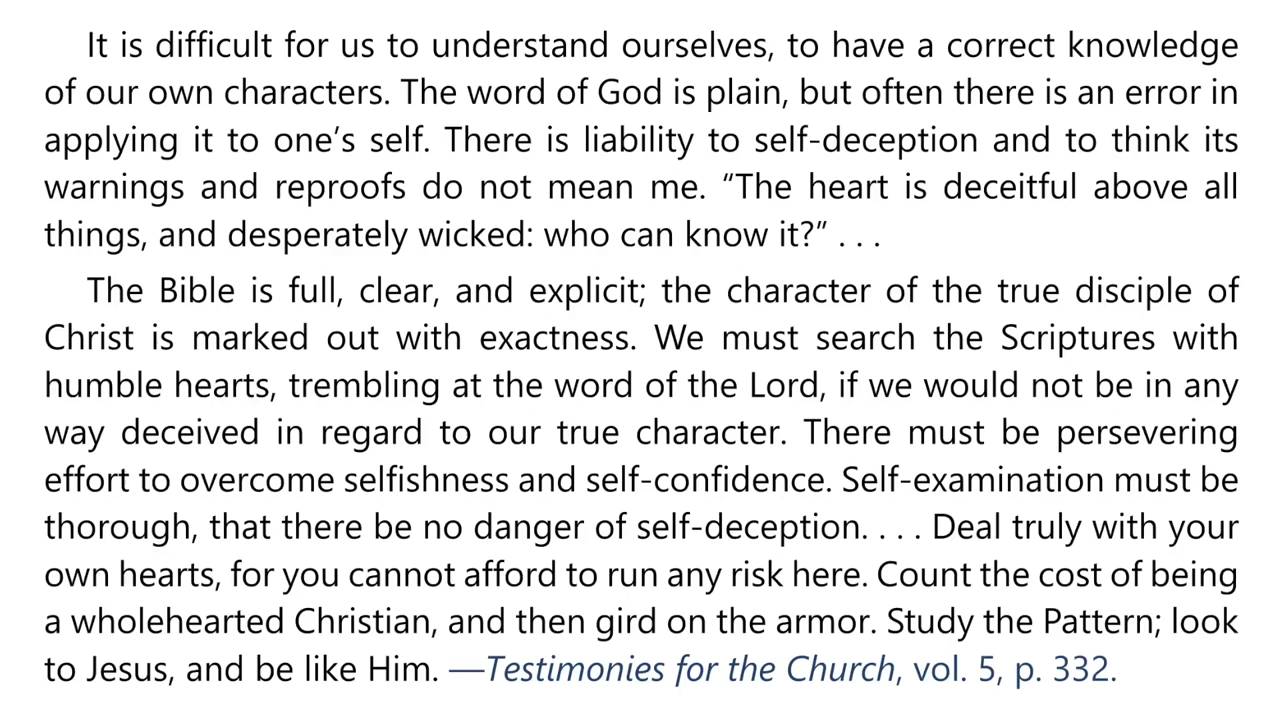 It is difficult for us to understand ourselves, to have a correct knowledge
of our own characters. The word of God is plain, but often there is an error in
applying it to one’s self. There is liability to self-deception and to think its
warnings and reproofs do not mean me. “The heart is deceitful above all
things, and desperately wicked: who can know it?” . . .
The Bible is full, clear, and explicit; the character of the true disciple of
Christ is marked out with exactness. We must search the Scriptures with
humble hearts, trembling at the word of the Lord, if we would not be in any
way deceived in regard to our true character. There must be persevering
effort to overcome selfishness and self-confidence. Self-examination must be
thorough, that there be no danger of self-deception. . . . Deal truly with your
own hearts, for you cannot afford to run any risk here. Count the cost of being
a wholehearted Christian, and then gird on the armor. Study the Pattern; look
to Jesus, and be like Him. —Testimonies for the Church, vol. 5, p. 332.